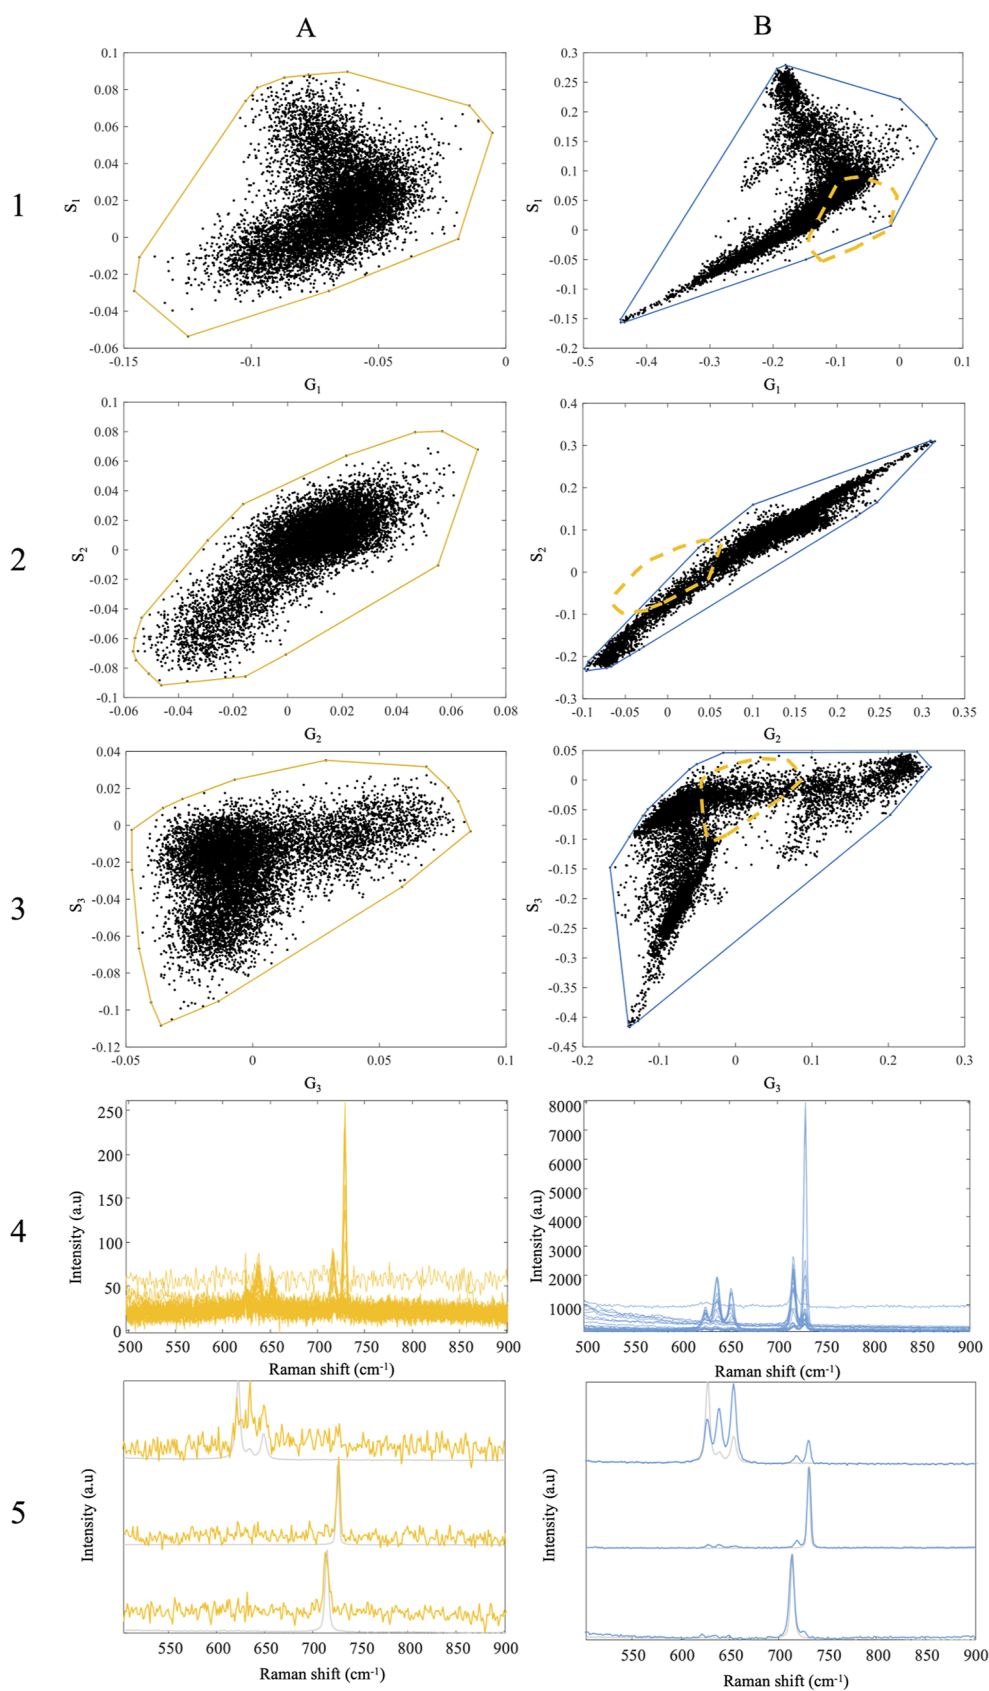 A B
1
0.1 0.08 0.06 0.04 0.02 0 -0.02 -0.04 -0.06
S1
-0.15 -0.1 -0.05 0
G1
0.3 0.25 0.2 0.15 0.1 0.05 0 -0.05 -0.1 -0.15 -0.2
S1
-0.5 -0.4 -0.3 -0.2 -0.1 0 0.1
G1
2
0.1 0.08 0.06 0.04 0.02 0 -0.02 -0.04 -0.06 -0.08 -0.1
S2
-0.06 -0.04 -0.02 0 0.02 0.04 0.06 0.08
G2
0.4 0.3 0.2 0.1 0 -0.1 -0.2 -0.3
S2
-0.1 -0.05 0 0.05 0.1 0.15 0.2 0.25 0.3 0.35
G2
3
0.04 0.02 0 -0.02 -0.04 -0.06 -0.08 -0.1 -0.12
S3
-0.05 0 0.05 0.1
G3
0.05 0 -0.05 -0.1 -0.15 -0.2 -0.25 -0.3 -0.35 -0.4 -0.45
S3
-0.2 -0.1 0 0.1 0.2 0.3
G3
4
250 200 150 100 50 0
Intensity (a.u)
500 550 600 650 700 750 800 850 900
Raman shift (cm-1)
8000 7000 6000 5000 4000 3000 2000 1000
Intensity (a.u)
500 550 600 650 700 750 800 850 900
Raman shift (cm-1)
5
Intensity (a.u)
550 600 650 700 750 800 850 900
Raman shift (cm-1)
Intensity (a.u)
550 600 650 700 750 800 850 900
Raman shift (cm-1)